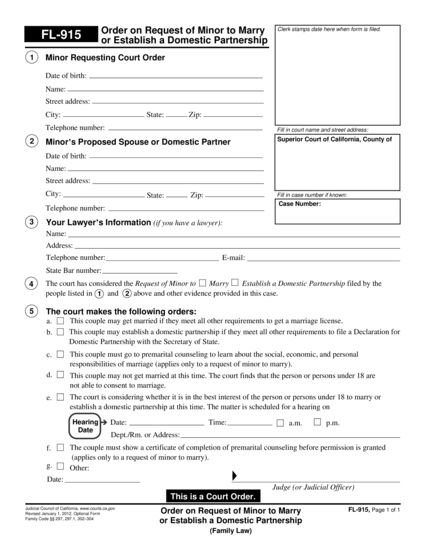 FL-915
Order on Request of Minor to Marry
or Establish a Domestic Partnership
Clerk stamps date here when form is filed.
1 Minor Requesting Court Order
Date of birth:
Name:
Street address:
City: State: Zip:
Telephone number:
Fill in court name and street address:
Superior Court of California, County of
2 Minor's Proposed Spouse or Domestic Partner
Date of birth:
Name:
Street address:
City: State: Zip:
Telephone number:
Fill in case number if known:
Case Number:
3 Your Lawyer's Information (if you have a lawyer):
Name:
Address:
Telephone number: E-mail:
State Bar number:
4 The court has considered the Request of Minor to Marry Establish a Domestic Partnership filed by the
people listed in 1 and 2 above and other evidence provided in this case.
5 The court makes the following orders:
a. This couple may get married if they meet all other requirements to get a marriage license.
b. This couple may establish a domestic partnership if they meet all other requirements to file a Declaration for
Domestic Partnership with the Secretary of State.
c. This couple must go to premarital counseling to learn about the social, economic, and personal
responsibilities of marriage (applies only to a request of minor to marry).
d. This couple may not get married at this time. The court finds that the person or persons under 18 are
not able to consent to marriage.
e. The court is considering whether it is in the best interest of the person or persons under 18 to marry or
establish a domestic partnership at this time. The matter is scheduled for a hearing on
Hearing Date → Date: Time: a.m. p.m.
Dept./Rm. or Address:
f. The couple must show a certificate of completion of premarital counseling before permission is granted
(applies only to a request of minor to marry).
g. Other:
Date:
Judge (or Judicial Officer)
This is a Court Order.
Judicial Council of California, www.courts.ca.gov
Revised January 1, 2012, Optional Form
Family Code §§ 297, 297.1, 302–304
Order on Request of Minor to Marry
or Establish a Domestic Partnership
(Family Law)
FL-915, Page 1 of 1